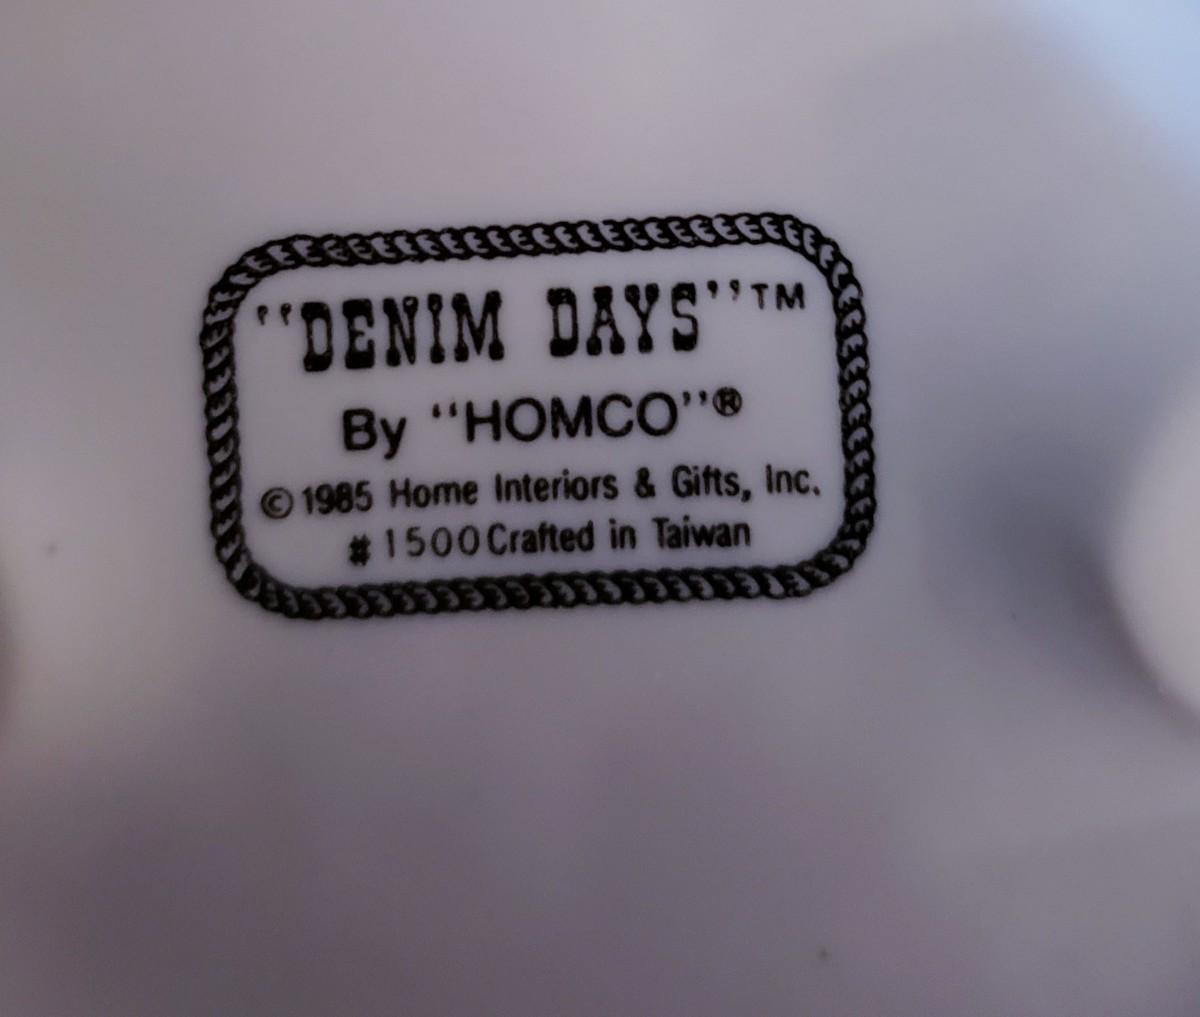 "DENIM DAYS"™
By "HOMCO"®
© 1985 Home Interiors & Gifts, Inc.
# 1500 Crafted in Taiwan